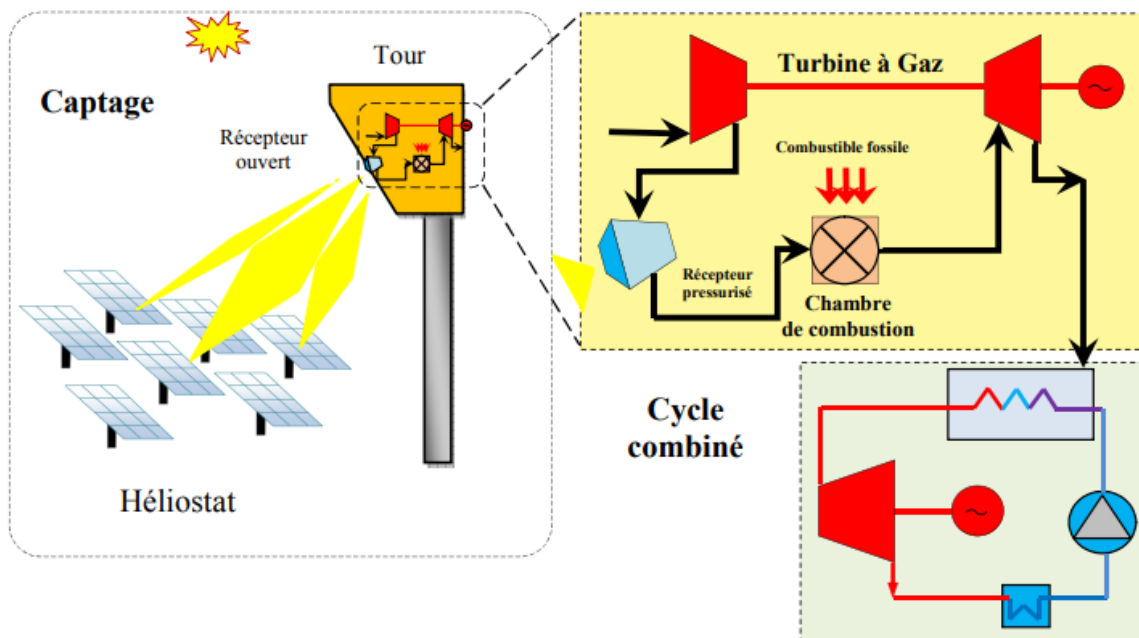 Captage
Tour
Récepteur
ouvert
Héliostat
Turbine à Gaz
Combustible fossile
Récepteur
pressurisé
Chambre
de combustion
Cycle
combiné